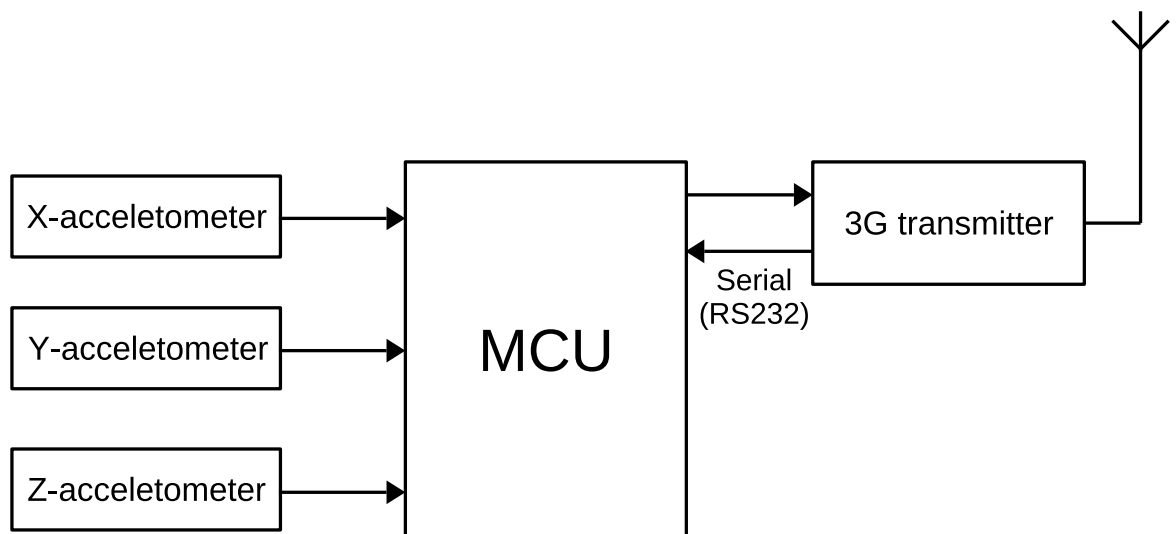 X-acceletometer
3G transmitter
Serial
(RS232)
Y-acceletometer
MCU
Z-acceletometer